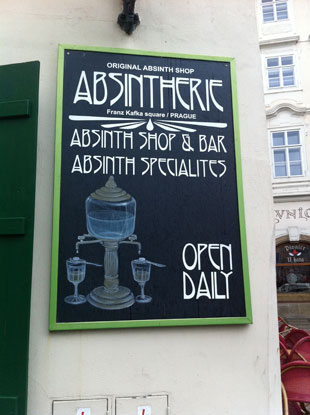 ORIGINAL ABSINTH SHOP
ABSINTHERIE
Franz Kafka square / PRAGUE
ABSINTH SHOP & BAR
ABSINTH SPECIALITES
OPEN
DAILY